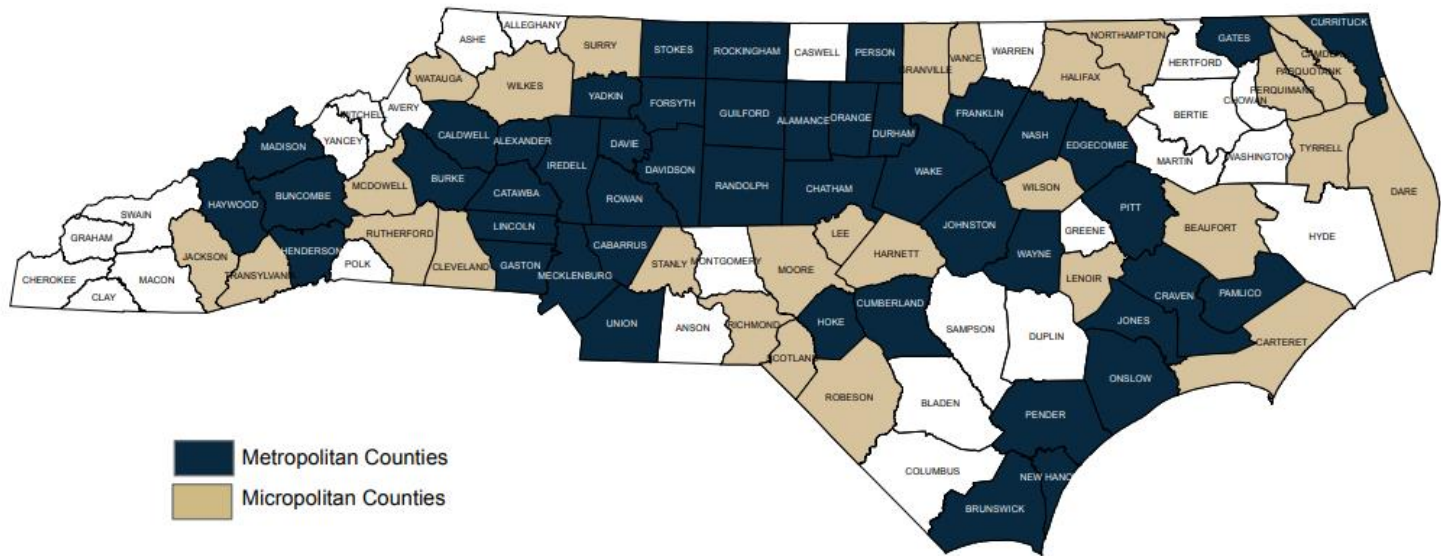 ALLEGHANY
ASHE
SURRY
STOKES
ROCKINGHAM
CASWELL
PERSON
GRANVILLE
VANCE
WARREN
NORTHAMPTON
HALIFAX
HERTFORD
GATES
CURRITUCK
CAMDEN
PASQUOTANK
PERQUIMANS
CHOWAN
WATAUGA
WILKES
YADKIN
FORSYTH
GUILFORD
ALAMANCE
ORANGE
DURHAM
FRANKLIN
NASH
EDGECOMBE
BERTIE
MARTIN
WASHINGTON
TYRRELL
DARE
MITCHELL
AVERY
YANCEY
CALDWELL
ALEXANDER
IREDELL
DAVIE
DAVIDSON
RANDOLPH
CHATHAM
WAKE
WILSON
PITT
BEAUFORT
HYDE
MADISON
BUNCOMBE
MCDOWELL
BURKE
CATAWBA
ROWAN
LINCOLN
HAYWOOD
SWAIN
GRAHAM
JACKSON
HENDERSON
TRANSYLVANI
POLK
RUTHERFORD
CLEVELAND
GASTON
MECKLENBURG
CABARRUS
STANLY
MONTGOMERY
MOORE
LEE
HARNETT
JOHNSTON
WAYNE
GREENE
LENOIR
CRAVEN
PAMLICO
JONES
CARTERET
CHEROKEE
CLAY
MACON
UNION
ANSON
RICHMOND
SCOTLAND
HOKE
CUMBERLAND
SAMPSON
DUPLIN
ONSLOW
ROBESON
BLADEN
PENDER
COLUMBUS
NEW HANO
BRUNSWICK
Metropolitan Counties
Micropolitan Counties